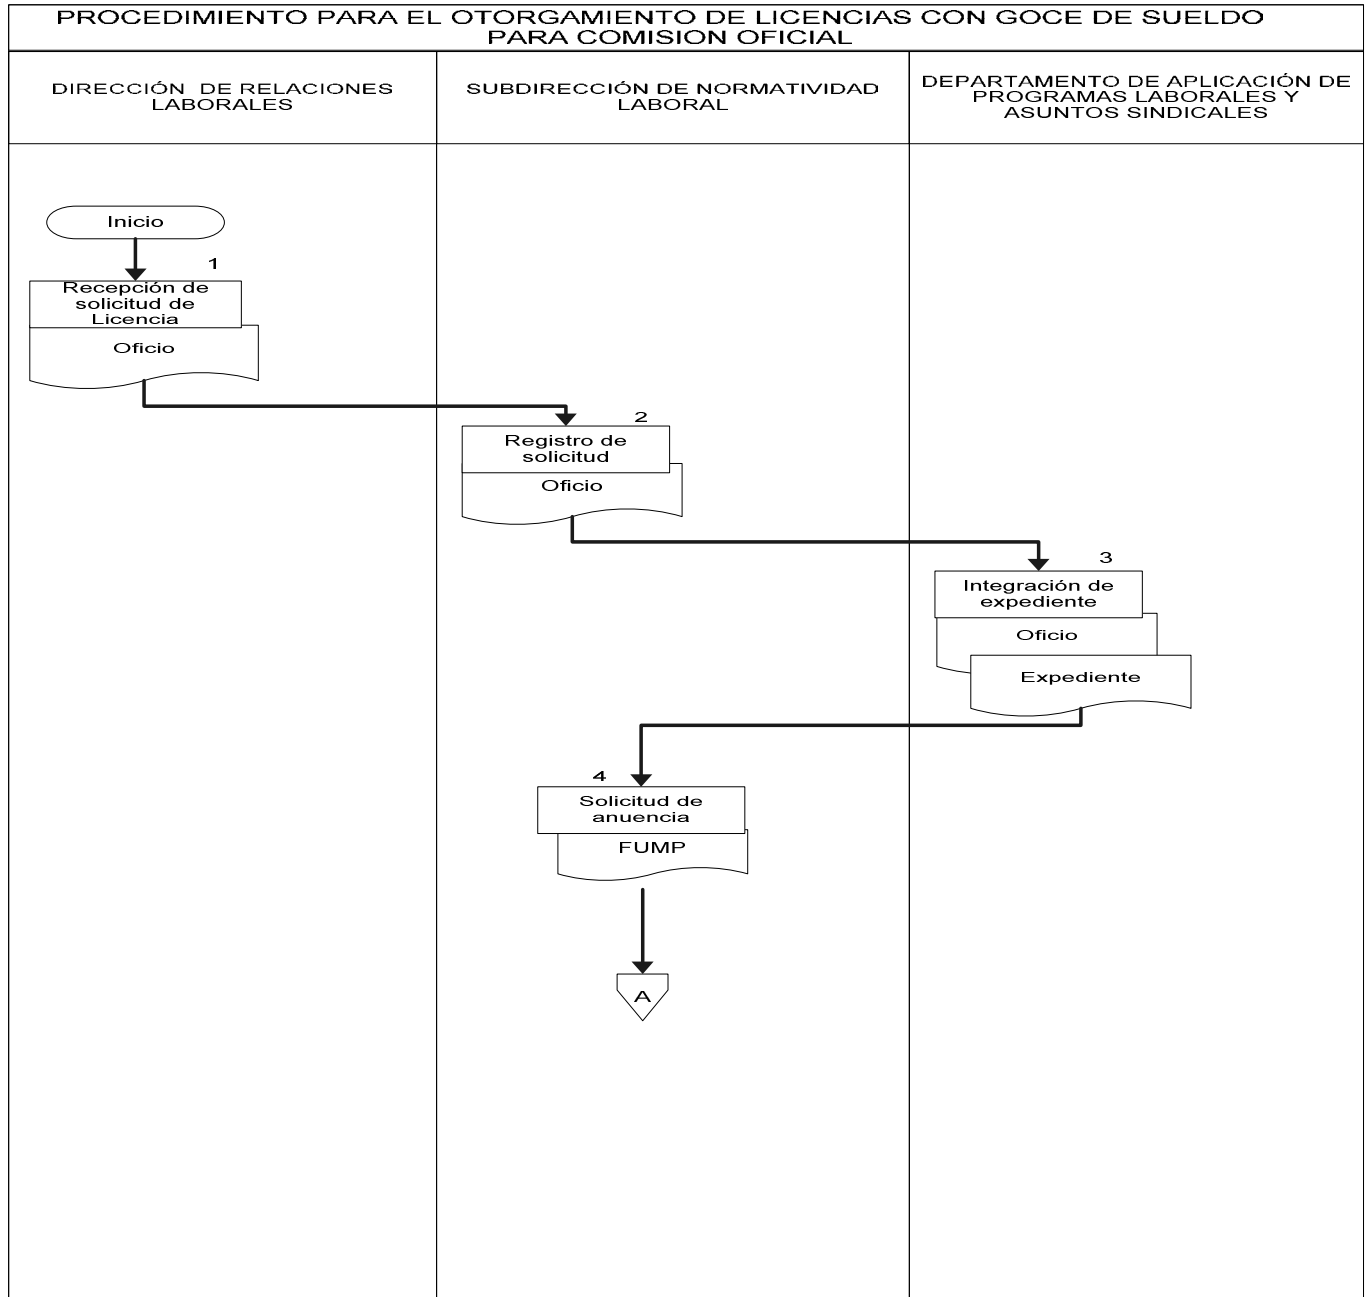 PROCEDIMIENTO PARA EL OTORGAMIENTO DE LICENCIAS CON GOCE DE SUELDO
PARA COMISION OFICIAL
DIRECCIÓN DE RELACIONES
LABORALES
SUBDIRECCIÓN DE NORMATIVIDAD
LABORAL
DEPARTAMENTO DE APLICACIÓN DE
PROGRAMAS LABORALES Y
ASUNTOS SINDICALES
Inicio
1
Recepción de
solicitud de
Licencia
Oficio
2
Registro de
solicitud
Oficio
3
Integración de
expediente
Oficio
Expediente
4
Solicitud de
anuencia
FUMP
A